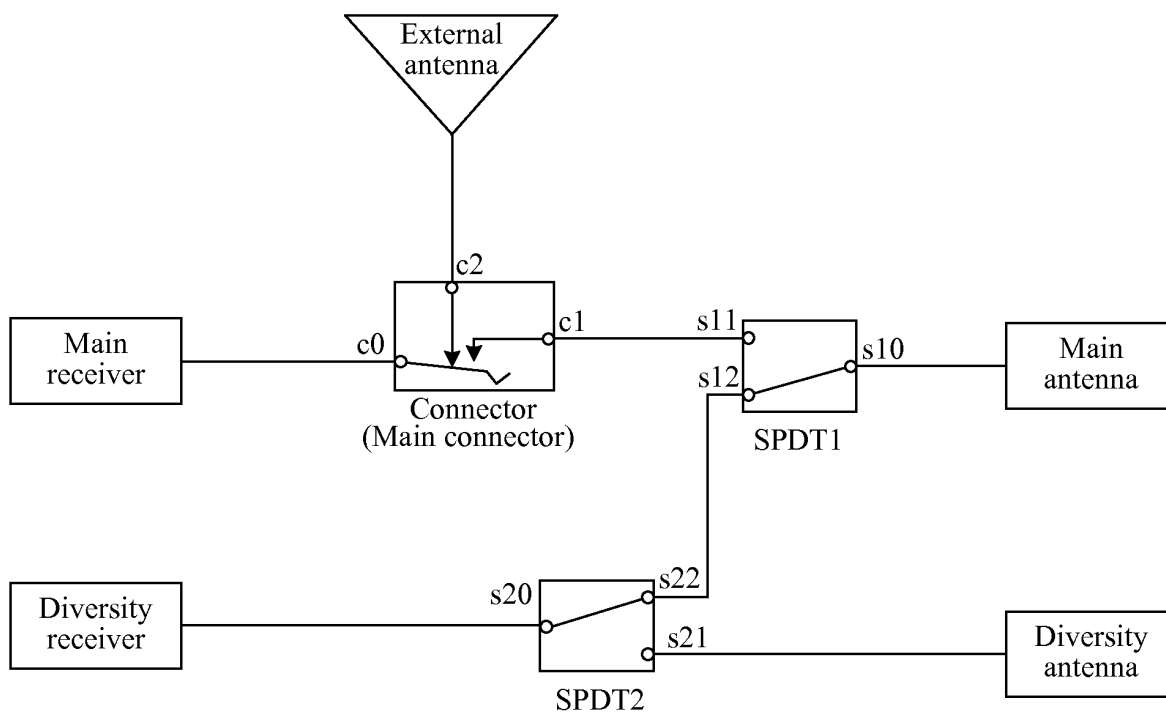 External
antenna
c2
c1
s11
Main
receiver
c0
s10
Main
antenna
s12
Connector
(Main connector)
SPDT1
s22
s20
Diversity
receiver
s21
Diversity
antenna
SPDT2